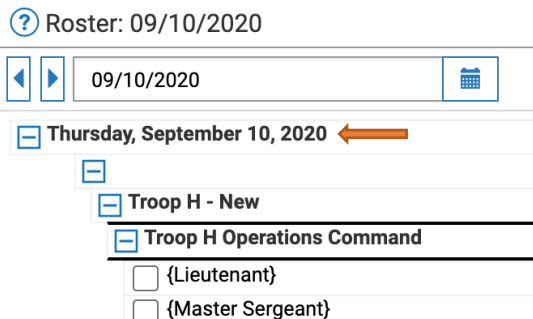 ? Roster: 09/10/2020
09/10/2020
Thursday, September 10, 2020
Troop H - New
Troop H Operations Command
{Lieutenant}
{Master Sergeant}